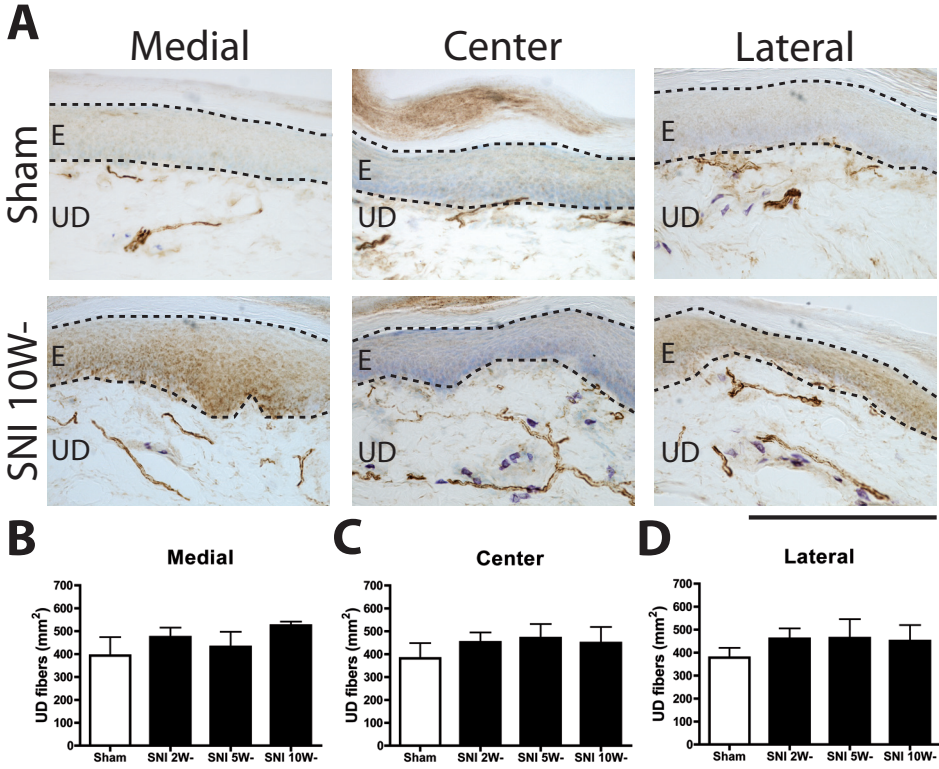 A
Medial Center Lateral
Sham
E
UD
E
UD
E
UD
SNI 10W-
E
UD
E
UD
E
UD
B
Medial
UD fibers (mm²)
700
600
500
400
300
200
100
0
Sham SNI 2W- SNI 5W- SNI 10W-
C
Center
UD fibers (mm²)
700
600
500
400
300
200
100
0
Sham SNI 2W- SNI 5W- SNI 10W-
D
Lateral
UD fibers (mm²)
700
600
500
400
300
200
100
0
Sham SNI 2W- SNI 5W- SNI 10W-